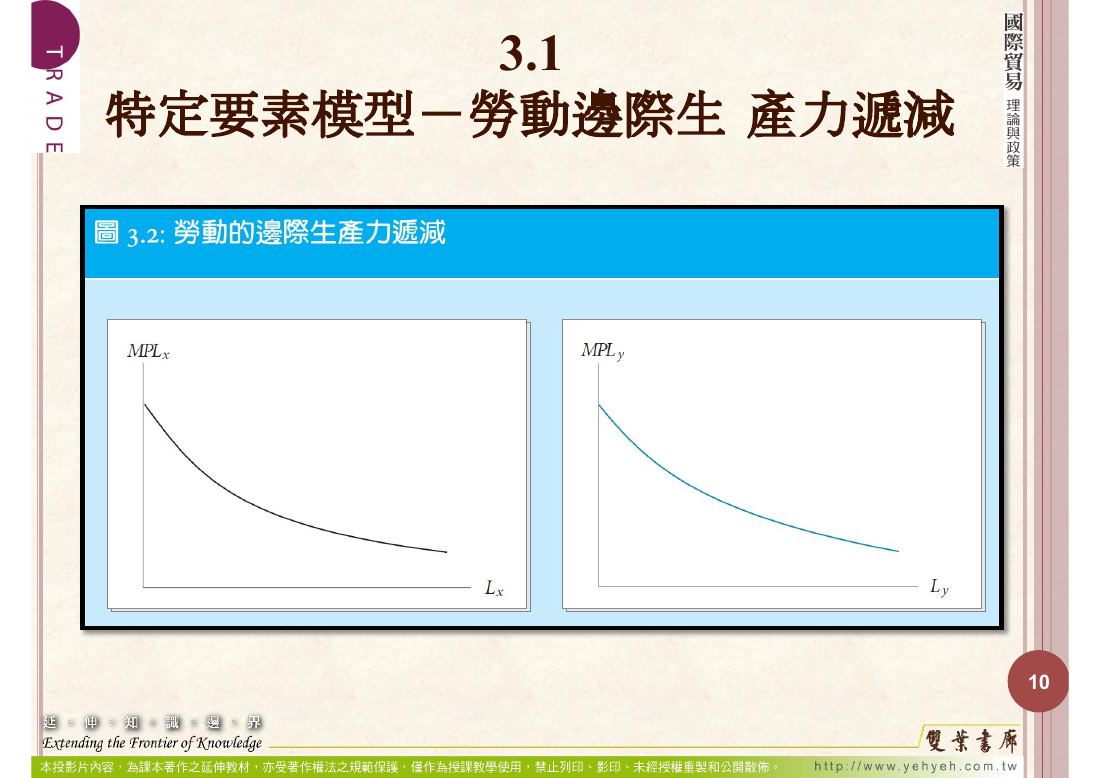 TRADE
國際貿易 理論與政策
3.1
特定要素模型－勞動邊際生 產力遞減
圖 3.2: 勞動的邊際生產力遞減
MPLx
Lx
MPLy
Ly
10
延・伸・知・識・邊・界
Extending the Frontier of Knowledge
雙葉書廊
本投影片內容，為課本著作之延伸教材，亦受著作權法之規範保護，僅作為授課教學使用，禁止列印、影印、未經授權重製和公開散佈。
http://www.yehyeh.com.tw